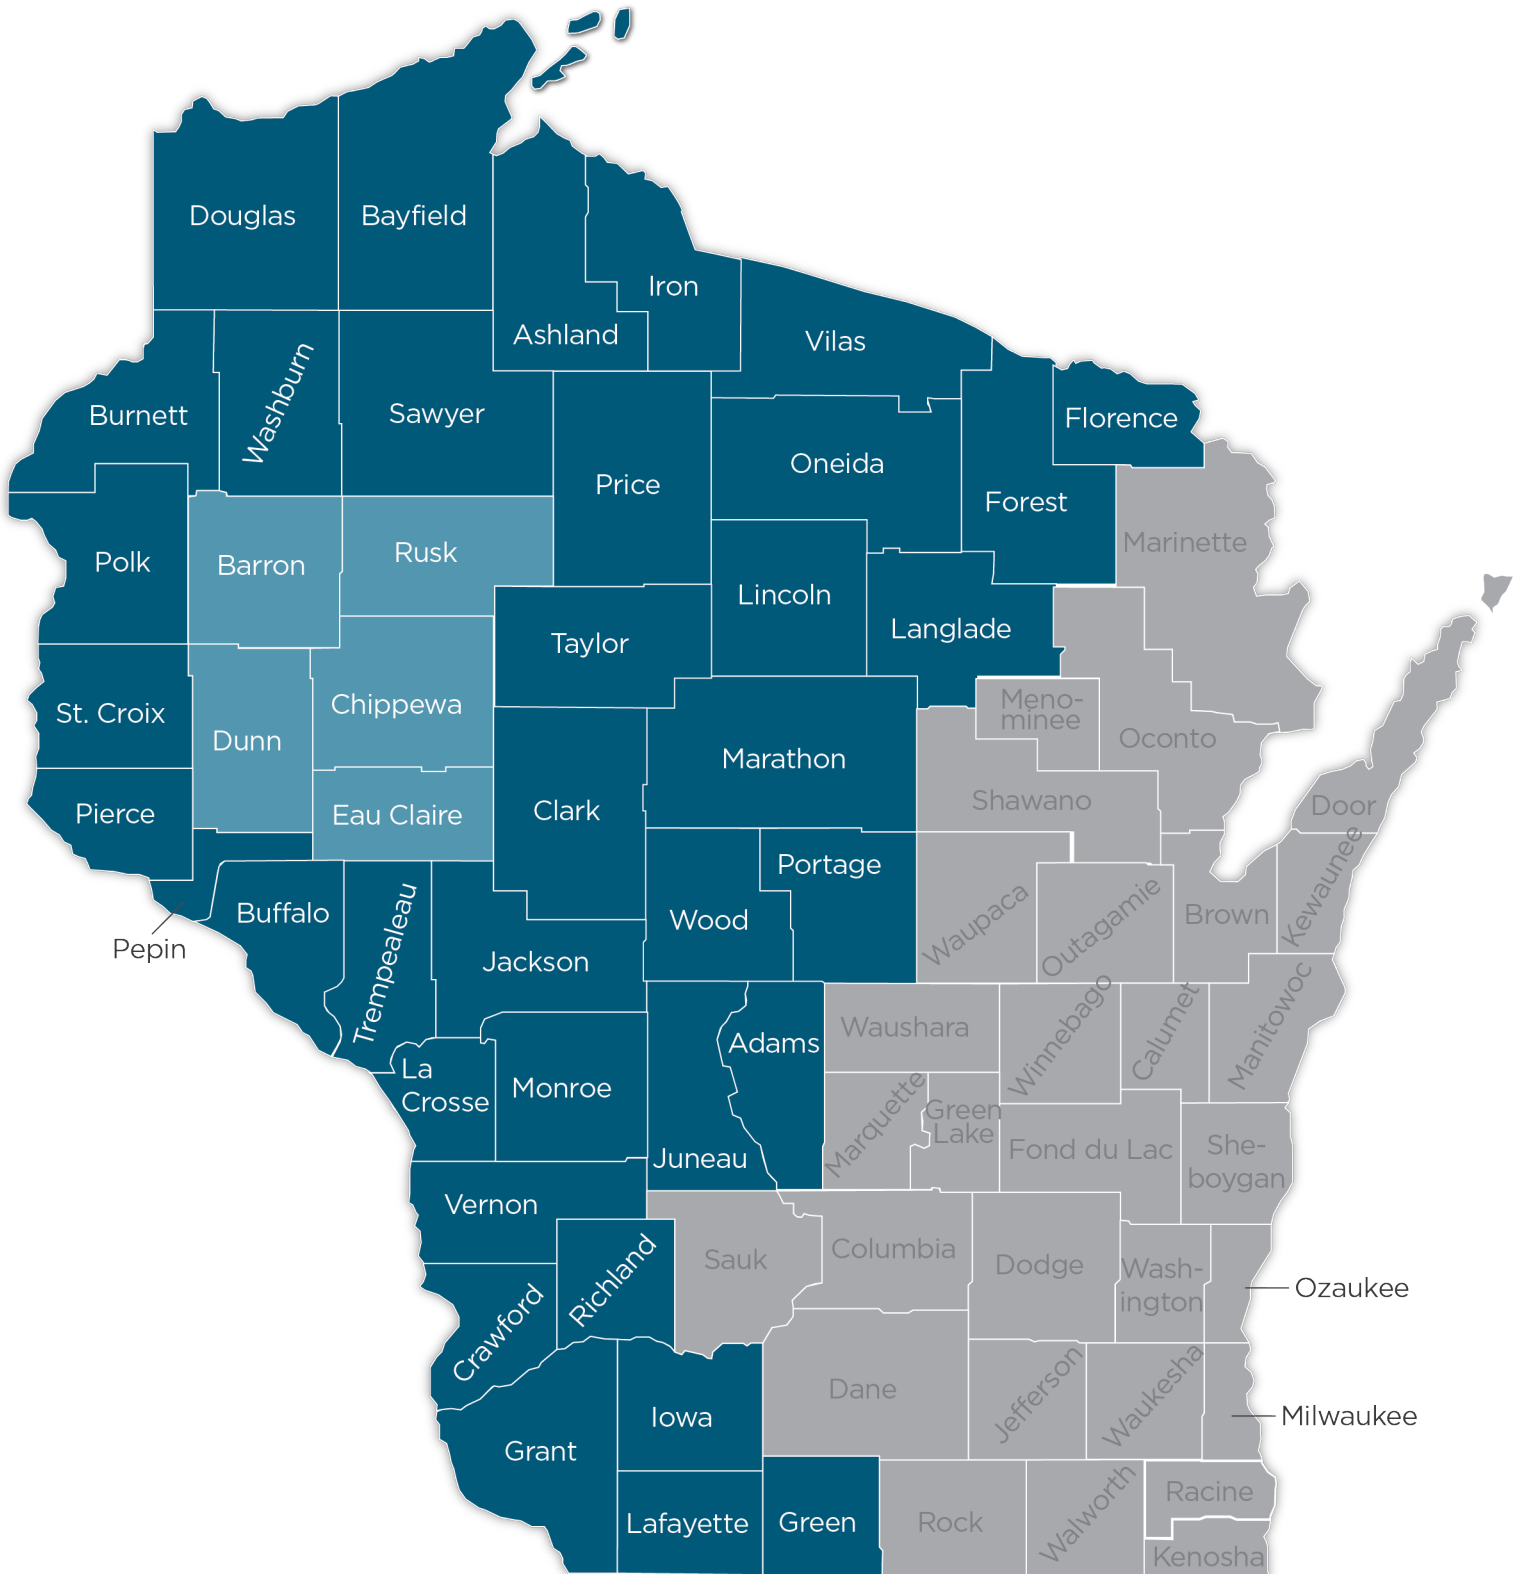 Douglas
Bayfield
Iron
Ashland
Vilas
Burnett
Washburn
Sawyer
Florence
Oneida
Price
Forest
Marinette
Polk
Barron
Rusk
Lincoln
Langlade
Taylor
St. Croix
Chippewa
Meno-
minee
Dunn
Oconto
Marathon
Shawano
Door
Pierce
Eau Claire
Clark
Portage
Kewaunee
Buffalo
Trempealeau
Wood
Waupaca
Outagamie
Brown
Pepin
Jackson
Waushara
Winnebago
Calumet
Manitowoc
Adams
La
Crosse
Monroe
Marquette
Green
Lake
Fond du Lac
She-
boygan
Juneau
Vernon
Richland
Sauk
Columbia
Dodge
Wash-
ington
Ozaukee
Crawford
Dane
Jefferson
Waukesha
Iowa
Milwaukee
Grant
Lafayette
Green
Rock
Walworth
Racine
Kenosha